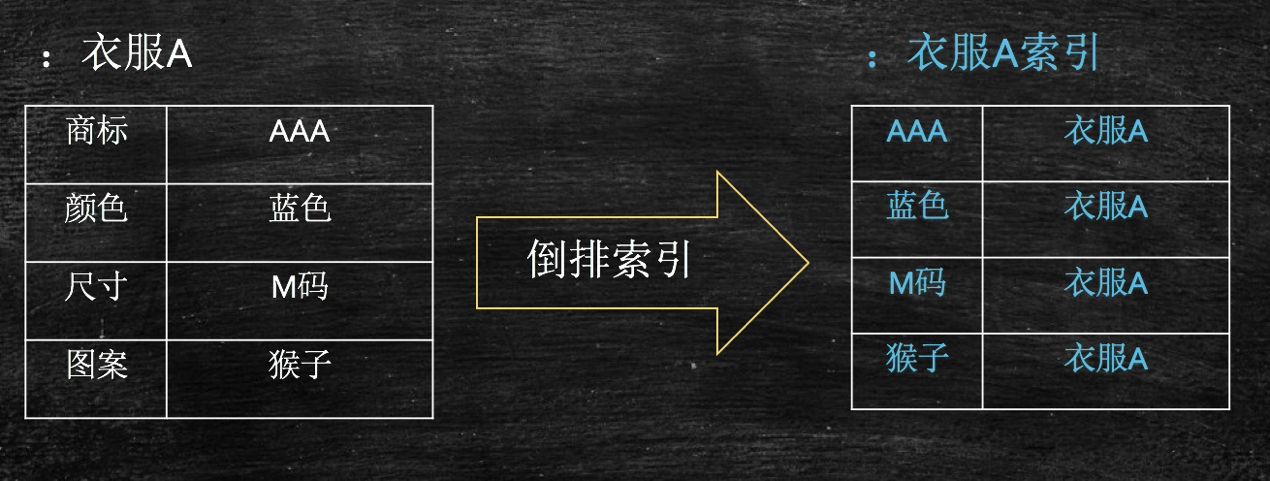 ：衣服A
商标 AAA
颜色 蓝色
尺寸 M码
图案 猴子
倒排索引
：衣服A索引
AAA 衣服A
蓝色 衣服A
M码 衣服A
猴子 衣服A